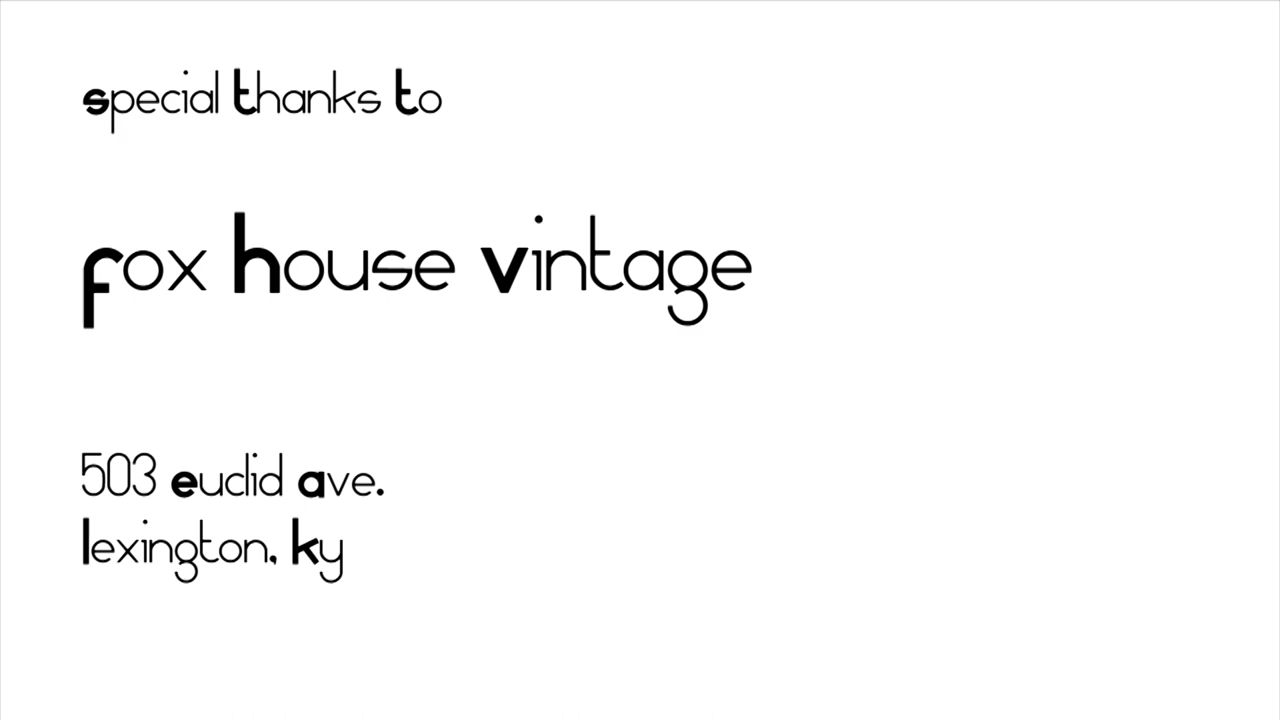 special thanks to
fox house vintage
503 euclid ave.
lexington, ky